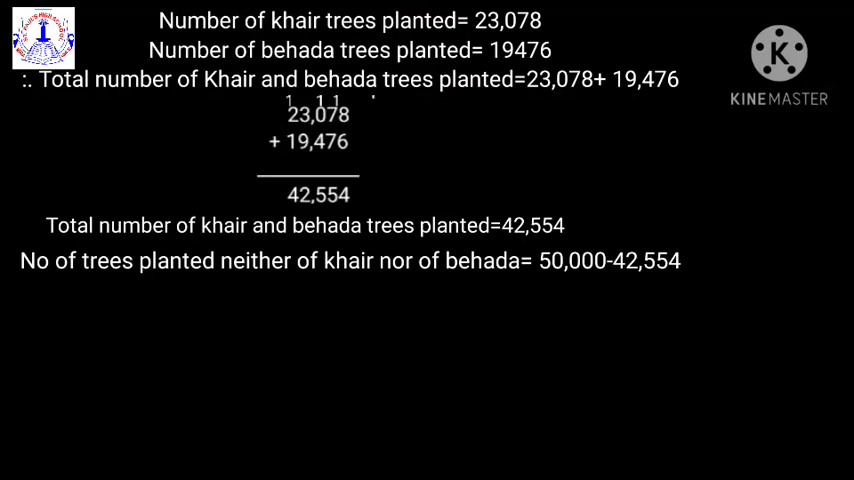 Number of khair trees planted= 23,078
Number of behada trees planted= 19476
:. Total number of Khair and behada trees planted=23,078+ 19,476
1 1 1
23,078
+ 19,476
42,554
Total number of khair and behada trees planted=42,554
No of trees planted neither of khair nor of behada= 50,000-42,554
K
KINEMASTER